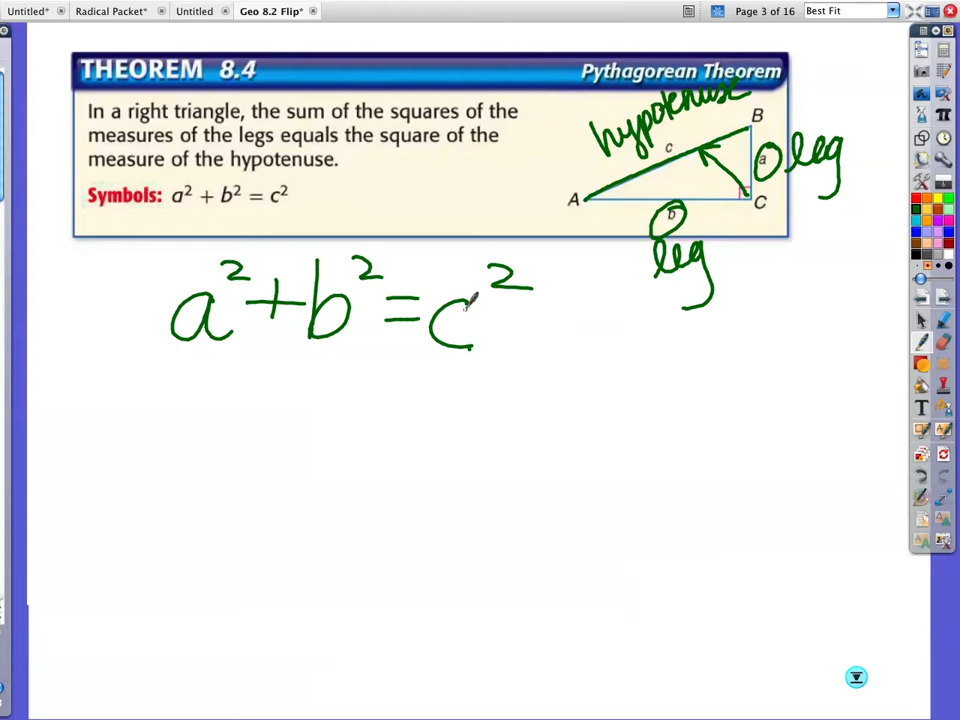 Untitled* Radical Packet* Untitled Geo 8.2 Flip* Page 3 of 16 Best Fit
THEOREM 8.4 Pythagorean Theorem
In a right triangle, the sum of the squares of the
measures of the legs equals the square of the
measure of the hypotenuse.
Symbols: a² + b² = c²
hypotenuse
B
c
a leg
A
C
b
leg
a² + b² = c²
T